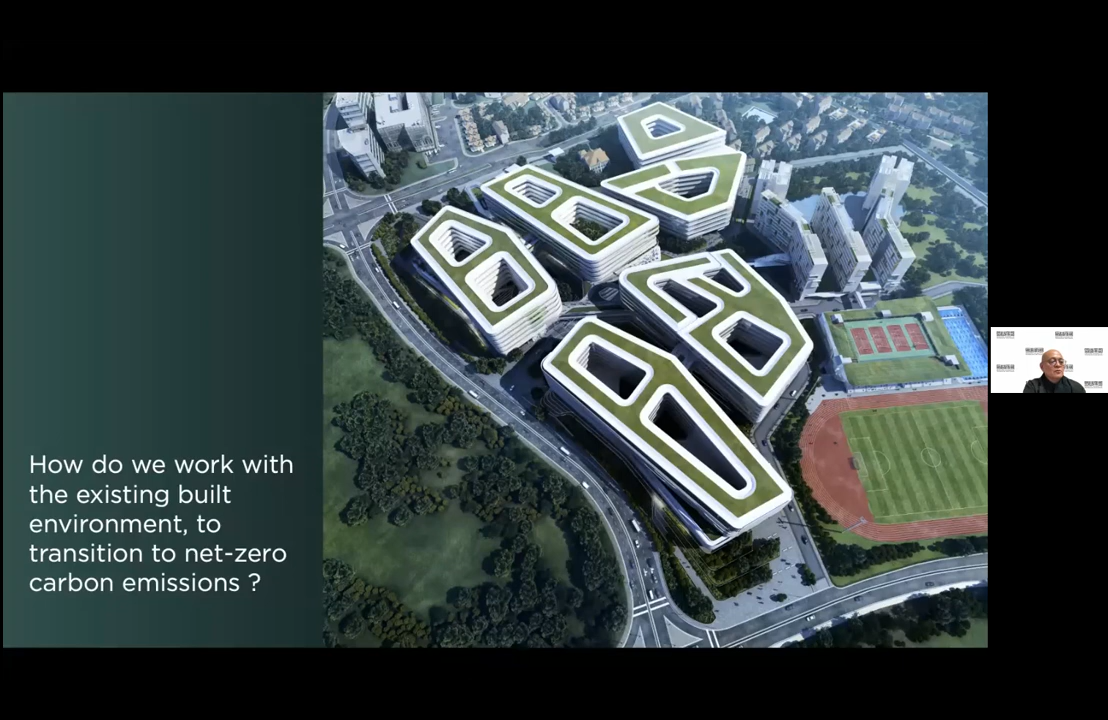 How do we work with
the existing built
environment, to
transition to net-zero
carbon emissions ?